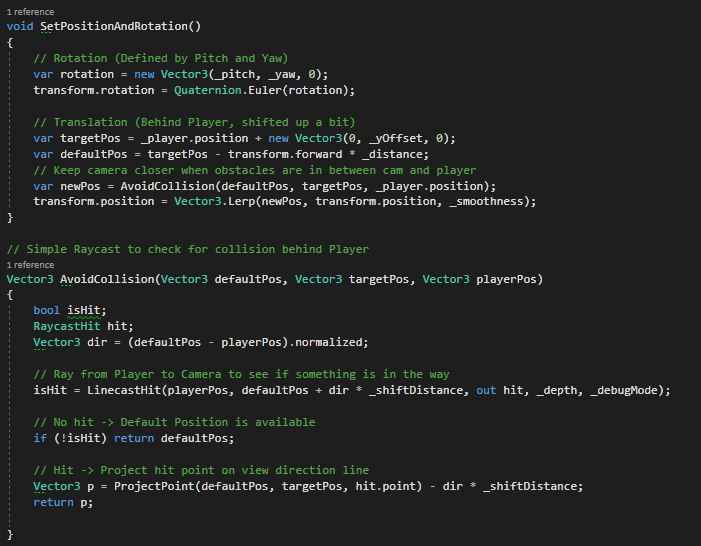 1 reference
void SetPositionAndRotation()
{
// Rotation (Defined by Pitch and Yaw)
var rotation = new Vector3(_pitch, _yaw, 0);
transform.rotation = Quaternion.Euler(rotation);
// Translation (Behind Player, shifted up a bit)
var targetPos = _player.position + new Vector3(0, _yOffset, 0);
var defaultPos = targetPos - transform.forward * _distance;
// Keep camera closer when obstacles are in between cam and player
var newPos = AvoidCollision(defaultPos, targetPos, _player.position);
transform.position = Vector3.Lerp(newPos, transform.position, _smoothness);
}
// Simple Raycast to check for collision behind Player
1 reference
Vector3 AvoidCollision(Vector3 defaultPos, Vector3 targetPos, Vector3 playerPos)
{
bool isHit;
RaycastHit hit;
Vector3 dir = (defaultPos - playerPos).normalized;
// Ray from Player to Camera to see if something is in the way
isHit = LinecastHit(playerPos, defaultPos + dir * _shiftDistance, out hit, _depth, _debugMode);
// No hit -> Default Position is available
if (!isHit) return defaultPos;
// Hit -> Project hit point on view direction line
Vector3 p = ProjectPoint(defaultPos, targetPos, hit.point) - dir * _shiftDistance;
return p;
}